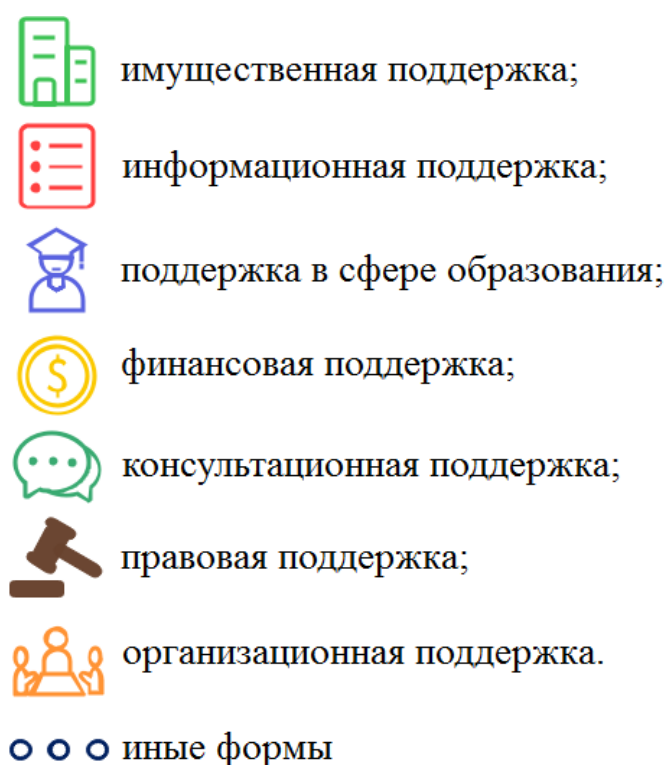 имущественная поддержка;
информационная поддержка;
поддержка в сфере образования;
финансовая поддержка;
консультационная поддержка;
правовая поддержка;
организационная поддержка.
иные формы